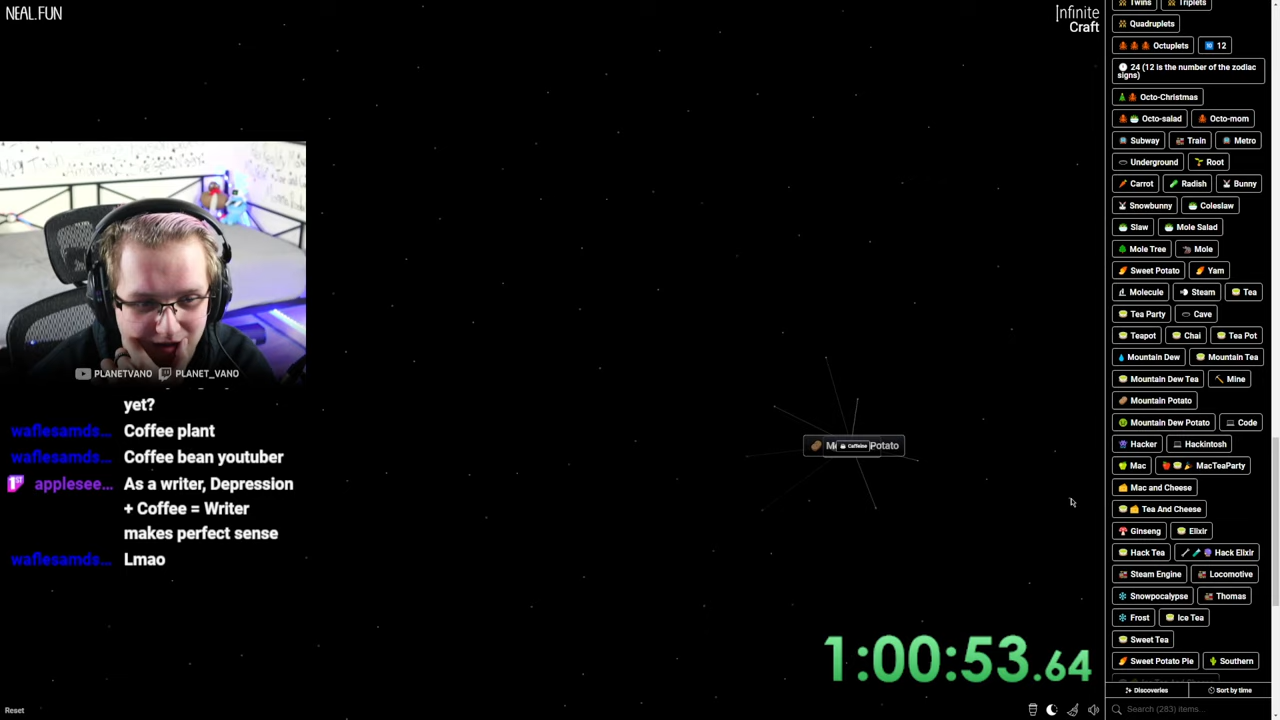 NEAL.FUN
Infinite
Craft
Twins Triplets
Quadruplets
Octuplets 12
24 (12 is the number of the zodiac
signs)
Octo-Christmas
Octo-salad Octo-mom
Subway Train Metro
Underground Root
Carrot Radish Bunny
Snowbunny Coleslaw
Slaw Mole Salad
Mole Tree Mole
Sweet Potato Yam
Molecule Steam Tea
Tea Party Cave
Teapot Chai Tea Pot
Mountain Dew Mountain Tea
Mountain Dew Tea Mine
Mountain Potato
Mountain Dew Potato Code
Hacker Hackintosh
Mac MacTeaParty
Mac and Cheese
Tea And Cheese
Ginseng Elixir
Hack Tea Hack Elixir
Steam Engine Locomotive
Snowpocalypse Thomas
Frost Ice Tea
Sweet Tea
Sweet Potato Pie Southern
Discoveries Sort by time
Search (283) items...
Caffeine Potato
PLANETVANO PLANET_VANO
yet?
waflesamds... Coffee plant
waflesamds... Coffee bean youtuber
1ST applesee... As a writer, Depression
+ Coffee = Writer
makes perfect sense
waflesamds... Lmao
1:00:53.64
Reset